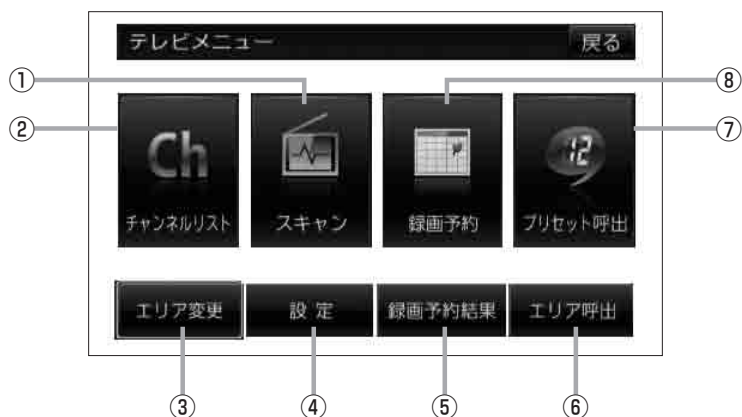 テレビメニュー 戻る
① ⑧
② ⑦
Ch 12
チャンネルリスト スキャン 録画予約 プリセット呼出
エリア変更 設定 録画予約結果 エリア呼出
③ ④ ⑤ ⑥